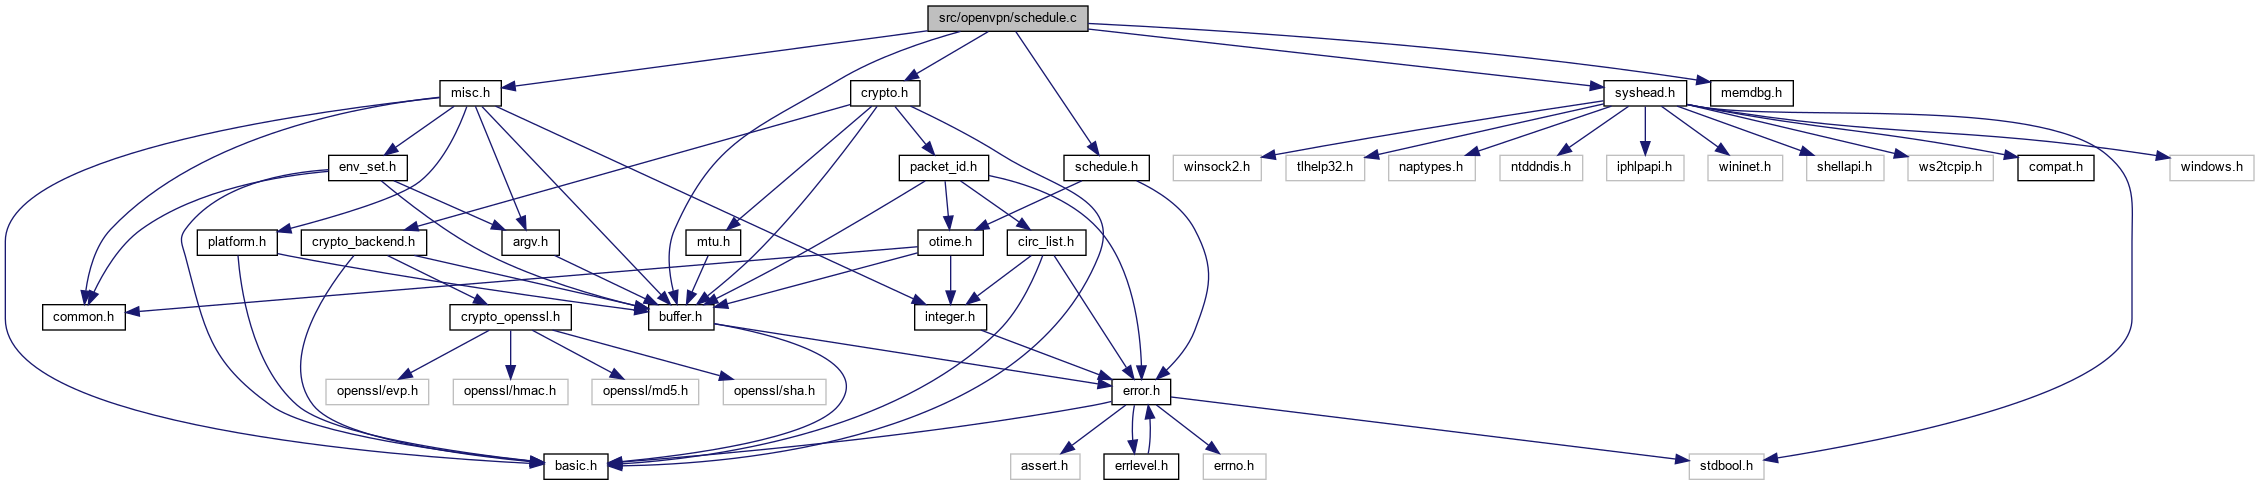 src/openvpn/schedule.c
misc.h
crypto.h
syshead.h
memdbg.h
env_set.h
packet_id.h
schedule.h
winsock2.h
tlhelp32.h
naptypes.h
ntddndis.h
iphlpapi.h
wininet.h
shellapi.h
ws2tcpip.h
compat.h
windows.h
platform.h
crypto_backend.h
argv.h
mtu.h
otime.h
circ_list.h
common.h
crypto_openssl.h
buffer.h
integer.h
openssl/evp.h
openssl/hmac.h
openssl/md5.h
openssl/sha.h
error.h
basic.h
assert.h
errlevel.h
errno.h
stdbool.h